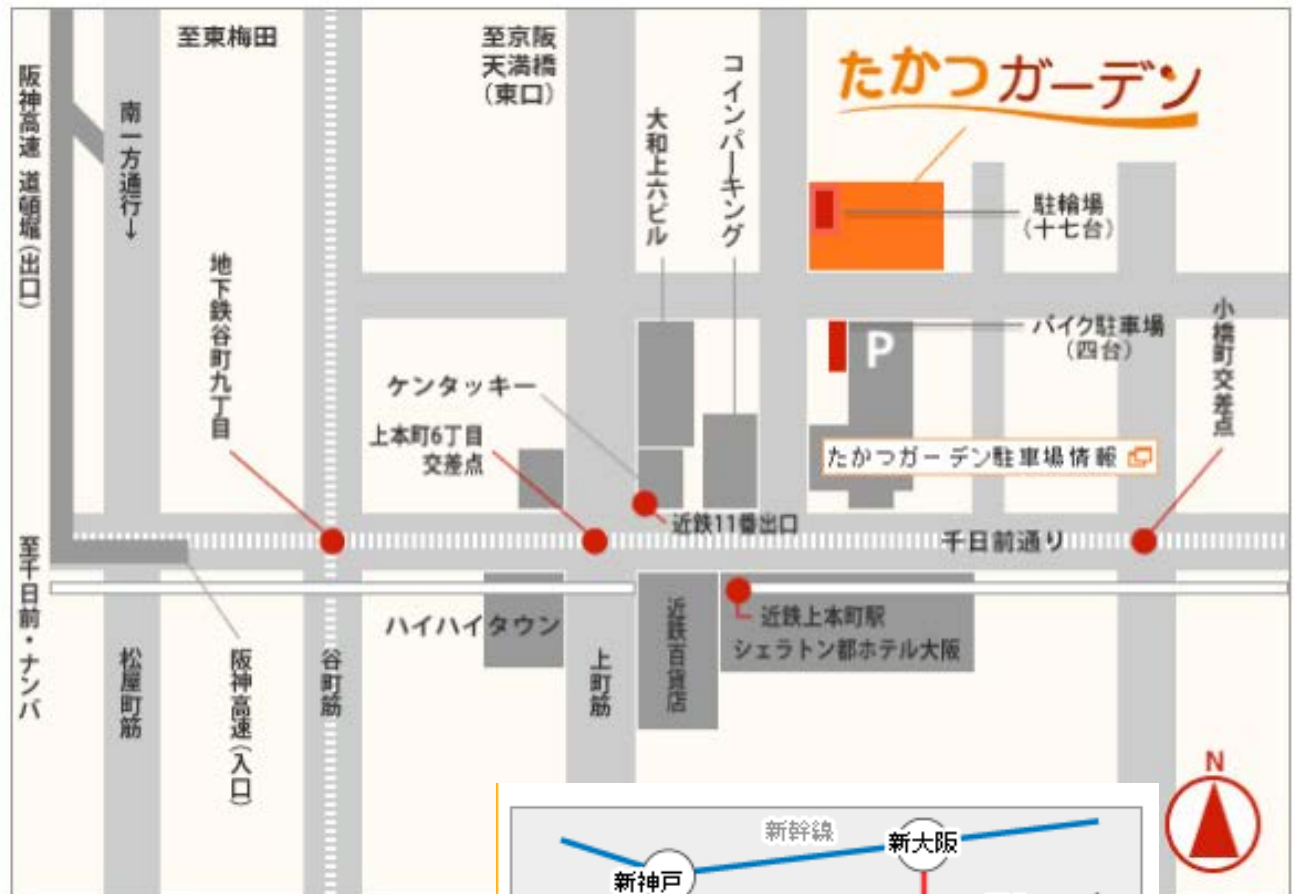 至東梅田
至京阪
天満橋
(東口)
コインパーキング
たかつガーデン
阪神高速 道頓堀(出口)
南一方通行↓
大和上六ビル
駐輪場
(十七台)
地下鉄谷町九丁目
小橋町交差点
バイク駐車場
(四台)
P
ケンタッキー
上本町6丁目
交差点
たかつガーデン駐車場情報
近鉄11番出口
千日前通り
至千日前・ナンバ
ハイハイタウン
近鉄百貨店
近鉄上本町駅
シェラトン都ホテル大阪
松屋町筋
阪神高速(入口)
谷町筋
上町筋
N
新幹線
新大阪
新神戸